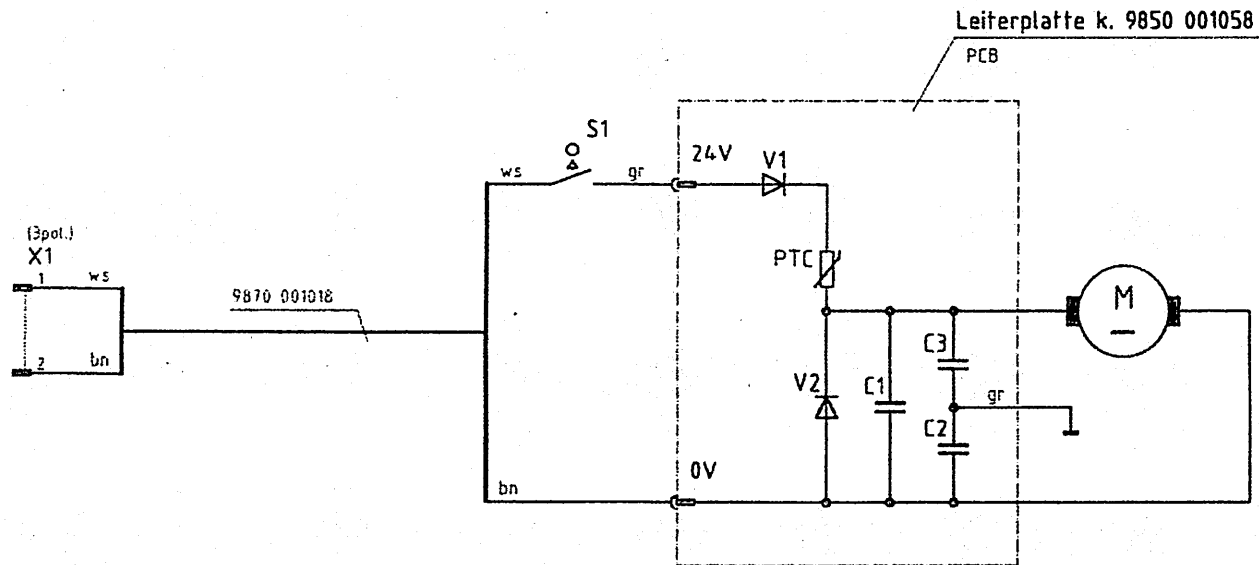 Leiterplatte k. 9850 001058
PCB
S1
24V
V1
ws
gr
(3pol.)
X1
1
ws
9870 001018
PTC
M
2
bn
V2
C1
C3
gr
C2
0V
bn